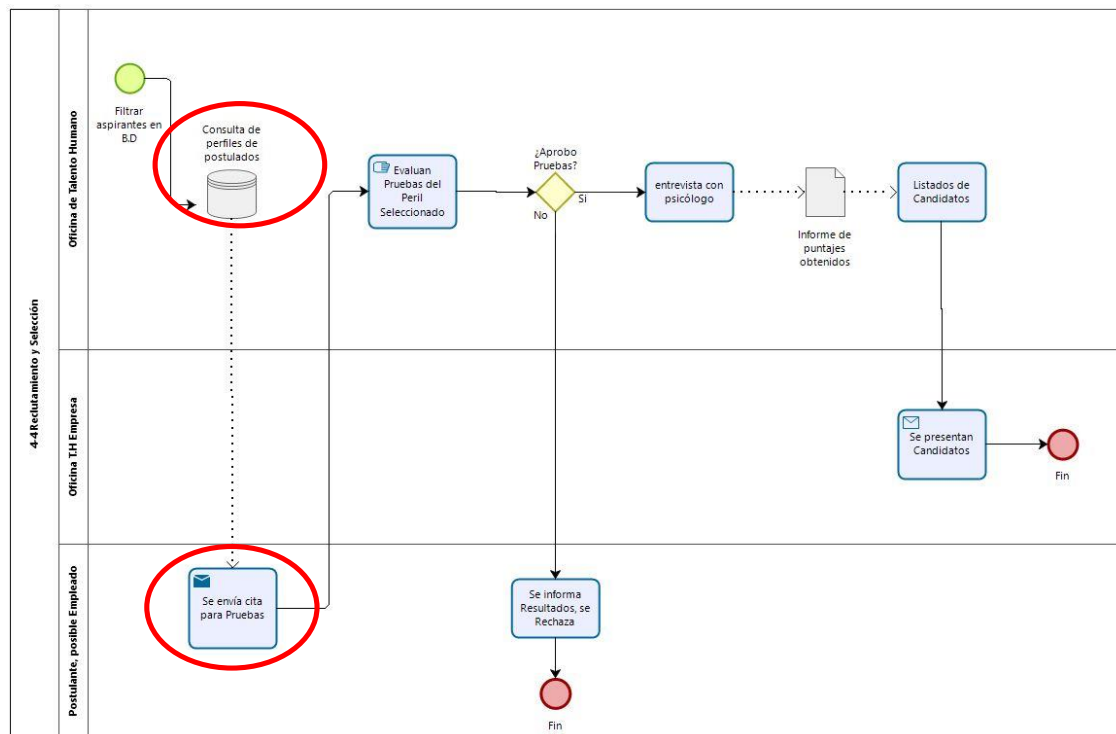 4-4 Reclutamiento y Selección
Oficina de Talento Humano
Filtrar
aspirantes en
B.D
Consulta de
perfiles de
postulados
Evaluan
Pruebas del
Peril
Seleccionado
¿Aprobo
Pruebas?
Si
No
entrevista con
psicólogo
Informe de
puntajes
obtenidos
Listados de
Candidatos
Oficina T.H Empresa
Se presentan
Candidatos
Fin
Postulante, posible Empleado
Se envía cita
para Pruebas
Se informa
Resultados, se
Rechaza
Fin